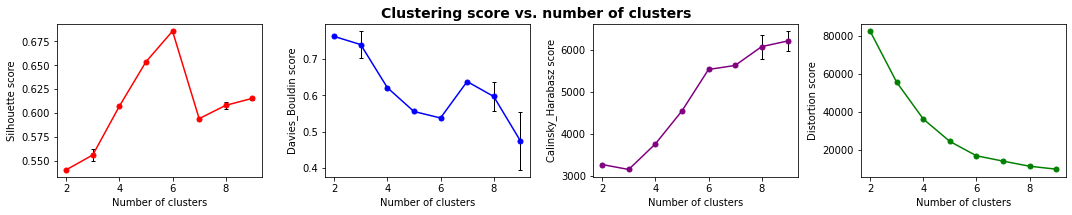 Clustering score vs. number of clusters
Silhouette score
0.675
0.650
0.625
0.600
0.575
0.550
2 4 6 8
Number of clusters
Davies_Bouldin score
0.7
0.6
0.5
0.4
2 4 6 8
Number of clusters
Calinsky_Harabasz score
6000
5000
4000
3000
2 4 6 8
Number of clusters
Distortion score
80000
60000
40000
20000
2 4 6 8
Number of clusters